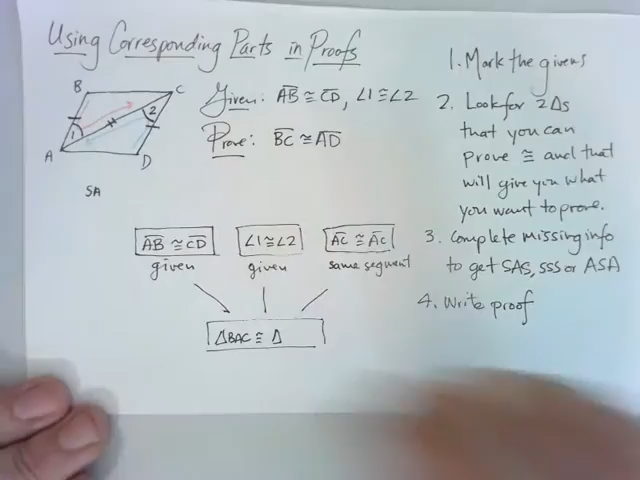 Using Corresponding Parts in Proofs
B
C
1
2
A
D
SA
Given: AB ≅ CD, ∠1 ≅ ∠2
Prove: BC ≅ AD
AB ≅ CD
given
∠1 ≅ ∠2
given
AC ≅ AC
same segment
△BAC ≅ △
1. Mark the givens
2. Look for 2 △s
that you can
prove ≅ and that
will give you what
you want to prove.
3. Complete missing info
to get SAS, SSS or ASA
4. Write proof